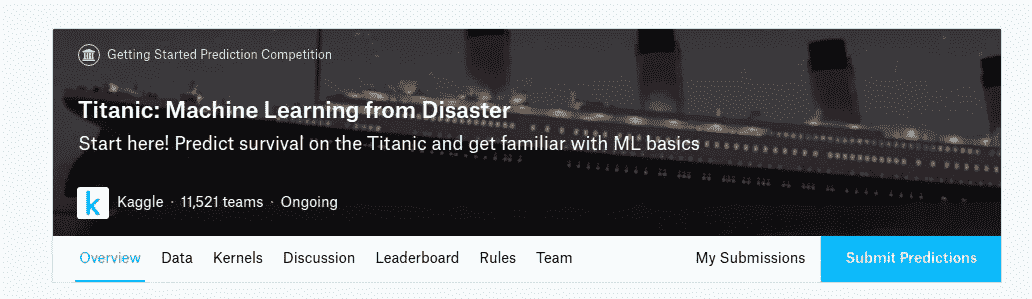 Getting Started Prediction Competition
Titanic: Machine Learning from Disaster
Start here! Predict survival on the Titanic and get familiar with ML basics
k Kaggle · 11,521 teams · Ongoing
Overview Data Kernels Discussion Leaderboard Rules Team My Submissions Submit Predictions